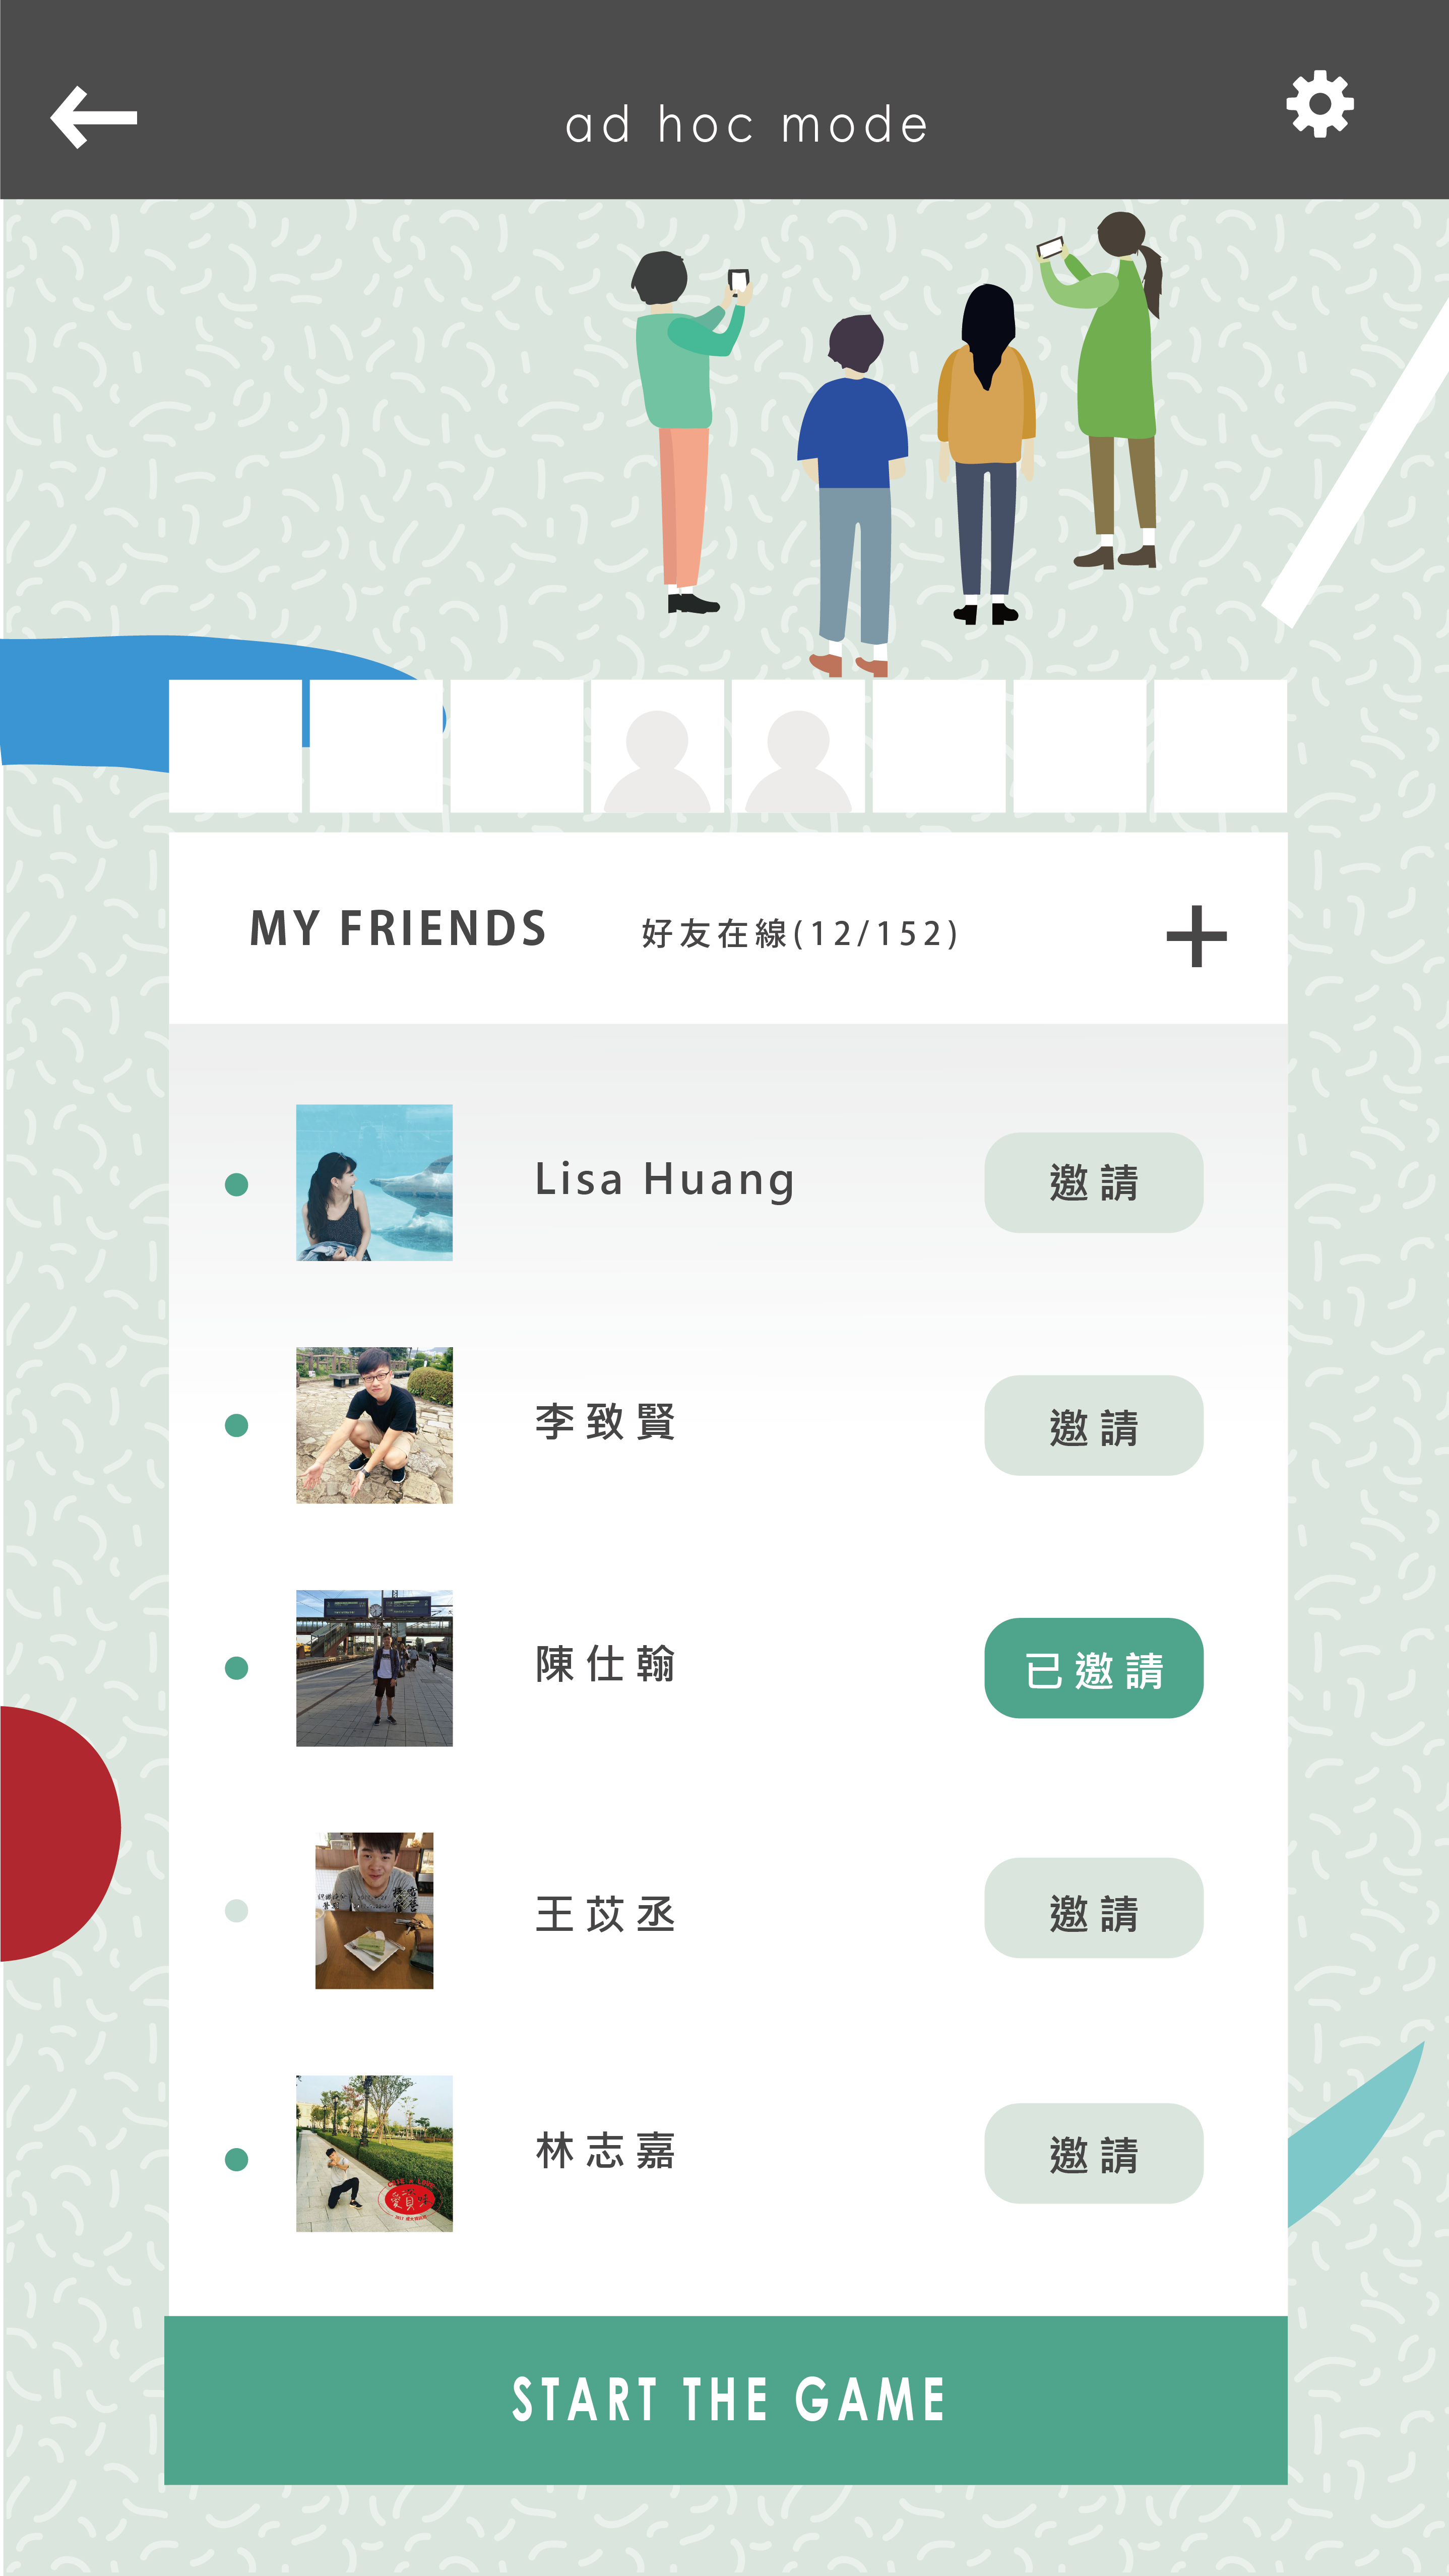 ad hoc mode
MY FRIENDS
好友在線(12/152)
Lisa Huang
邀請
李致賢
邀請
陳仕翰
已邀請
王苡丞
邀請
林志嘉
邀請
START THE GAME